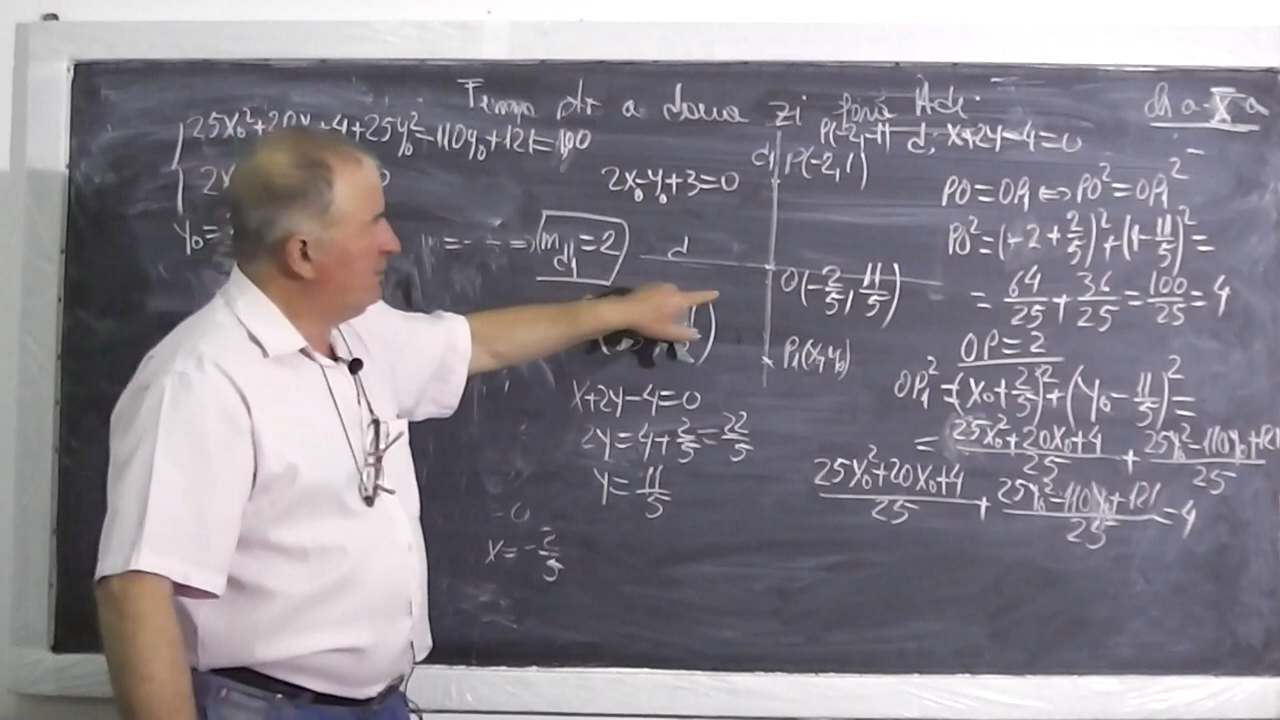 a doua zi
cls a-X-a
25x₀²+20x₀+4+25y₀²-110y₀+121=100
2x
y₀=
m=---⇒ m_d₁=2
2x₀-y₀+3=0
x+2y-4=0
2y=4+2/5=22/5
y=11/5
x=-2/5
d₁ P(-2,1)
d
O(-2/5, 11/5)
P₁(x₀,y₀)
P(-2,1) d: x+2y-4=0
PO=OP₁⇔PO²=OP₁²
PO²=(-2+2/5)²+(1-11/5)²=
=64/25+36/25=100/25=4
OP=2
OP₁²=(x₀+2/5)²+(y₀-11/5)²=
=(25x₀²+20x₀+4)/25+(25y₀²-110y₀+121)/25
(25x₀²+20x₀+4)/25+(25y₀²-110y₀+121)/25=4